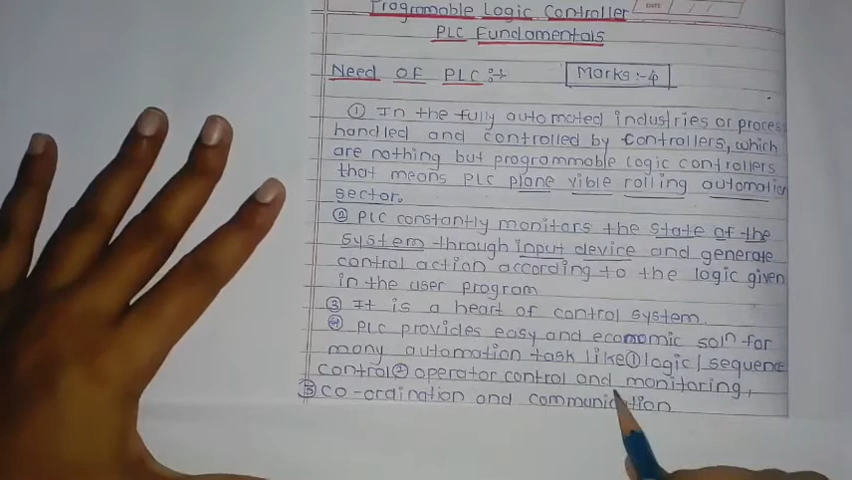 Programmable Logic Controller
DATE
PLC Fundamentals
Need OF PLC :→ Marks :- 4
① In the fully automated industries or process
handled and controlled by controllers, which
are nothing but programmable logic controllers
that means PLC plane vible rolling automatio
sector.
② PLC constantly monitors the state of the
system through input device and generate
control action according to the logic given
in the user program
③ It is a heart of control system.
④ PLC provides easy and economic solⁿ for
many automation task like ① logic / sequence
control ② operator control and monitoring,
③ co-ordination and communication